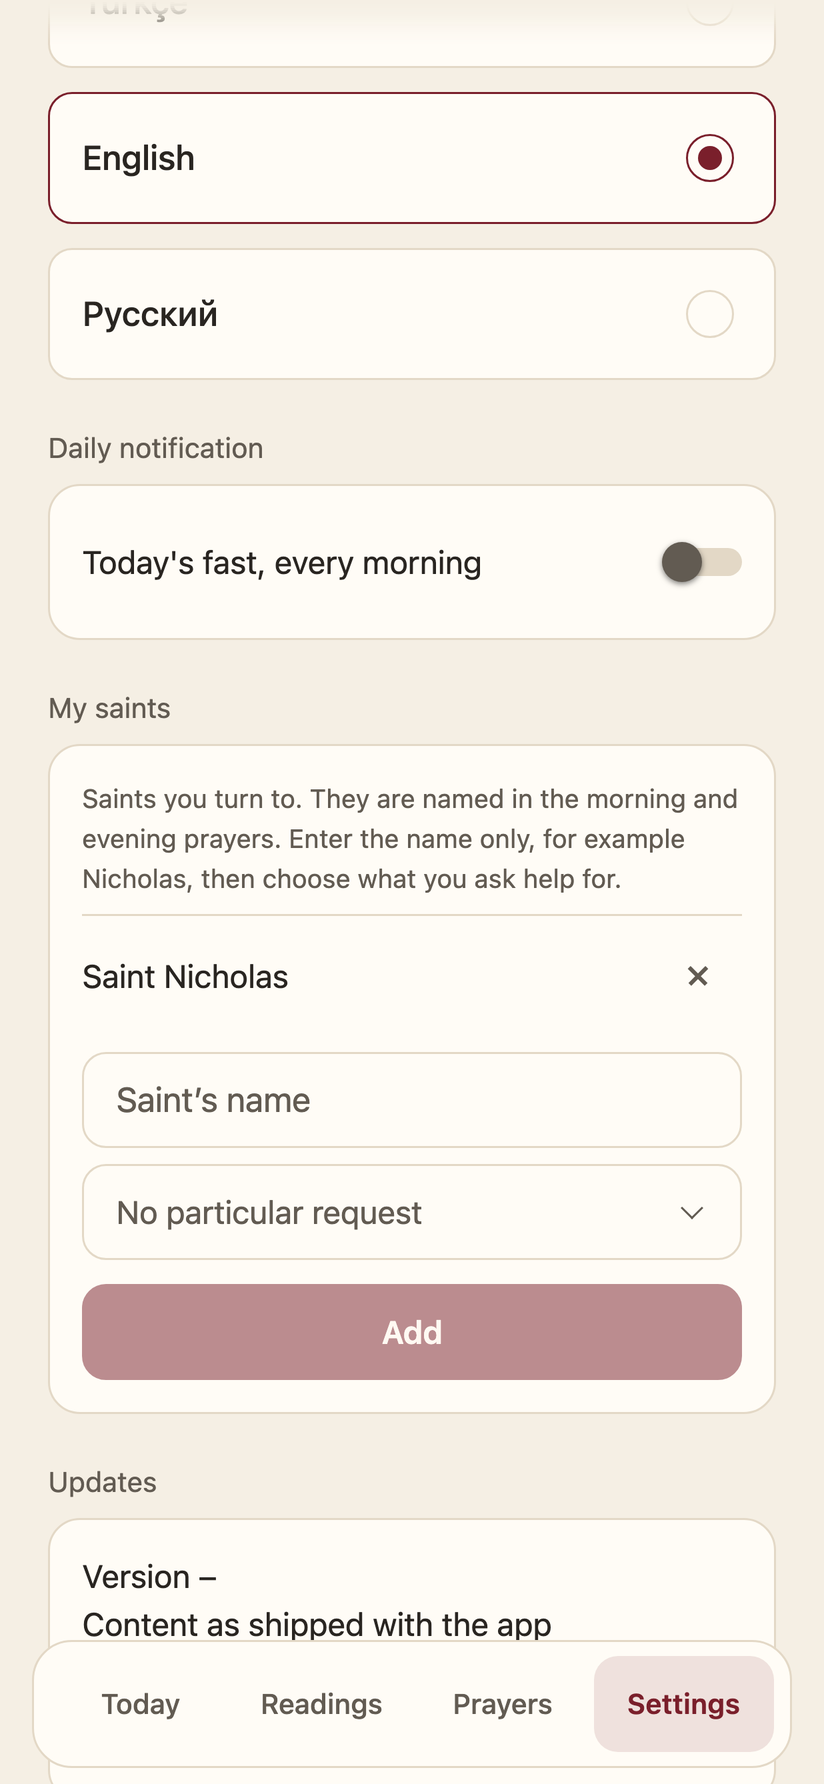 Türkçe
English
Русский
Daily notification
Today's fast, every morning
My saints
Saints you turn to. They are named in the morning and
evening prayers. Enter the name only, for example
Nicholas, then choose what you ask help for.
Saint Nicholas
Saint’s name
No particular request
Add
Updates
Version –
Content as shipped with the app
Today
Readings
Prayers
Settings